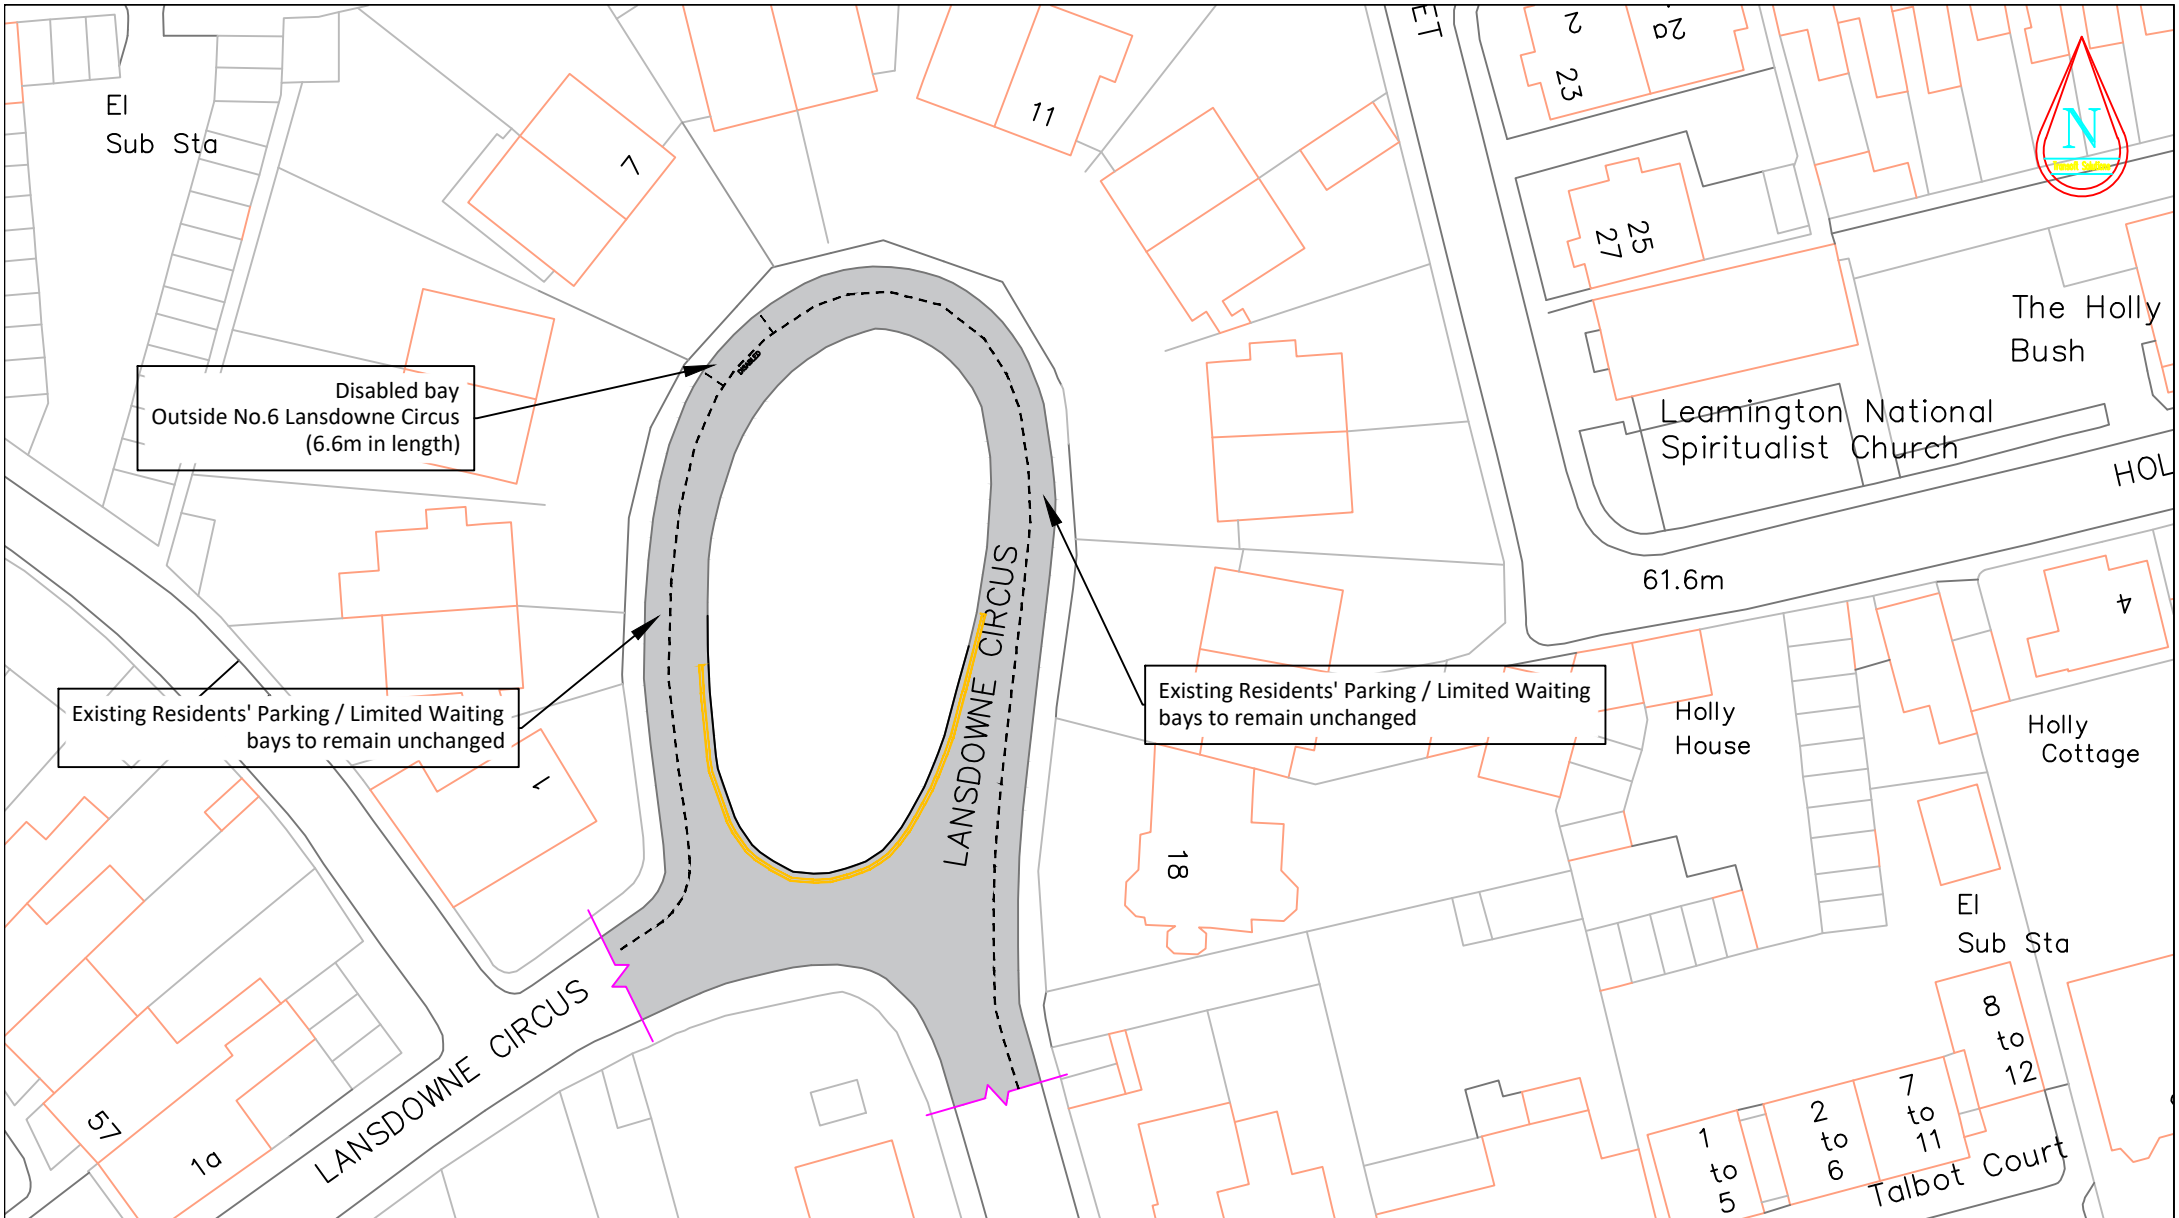 ET
2
2a
23
El
Sub Sta
11
7
N
25
27
The Holly
Bush
Disabled bay
Outside No.6 Lansdowne Circus
(6.6m in length)
DISABLED
Leamington National
Spiritualist Church
HOL
61.6m
4
LANSDOWNE CIRCUS
Existing Residents' Parking / Limited Waiting
bays to remain unchanged
Existing Residents' Parking / Limited Waiting
bays to remain unchanged
Holly
House
Holly
Cottage
1
18
El
Sub Sta
LANSDOWNE CIRCUS
57
1a
8
to
12
7
to
11
2
to
6
1
to
5
Talbot Court